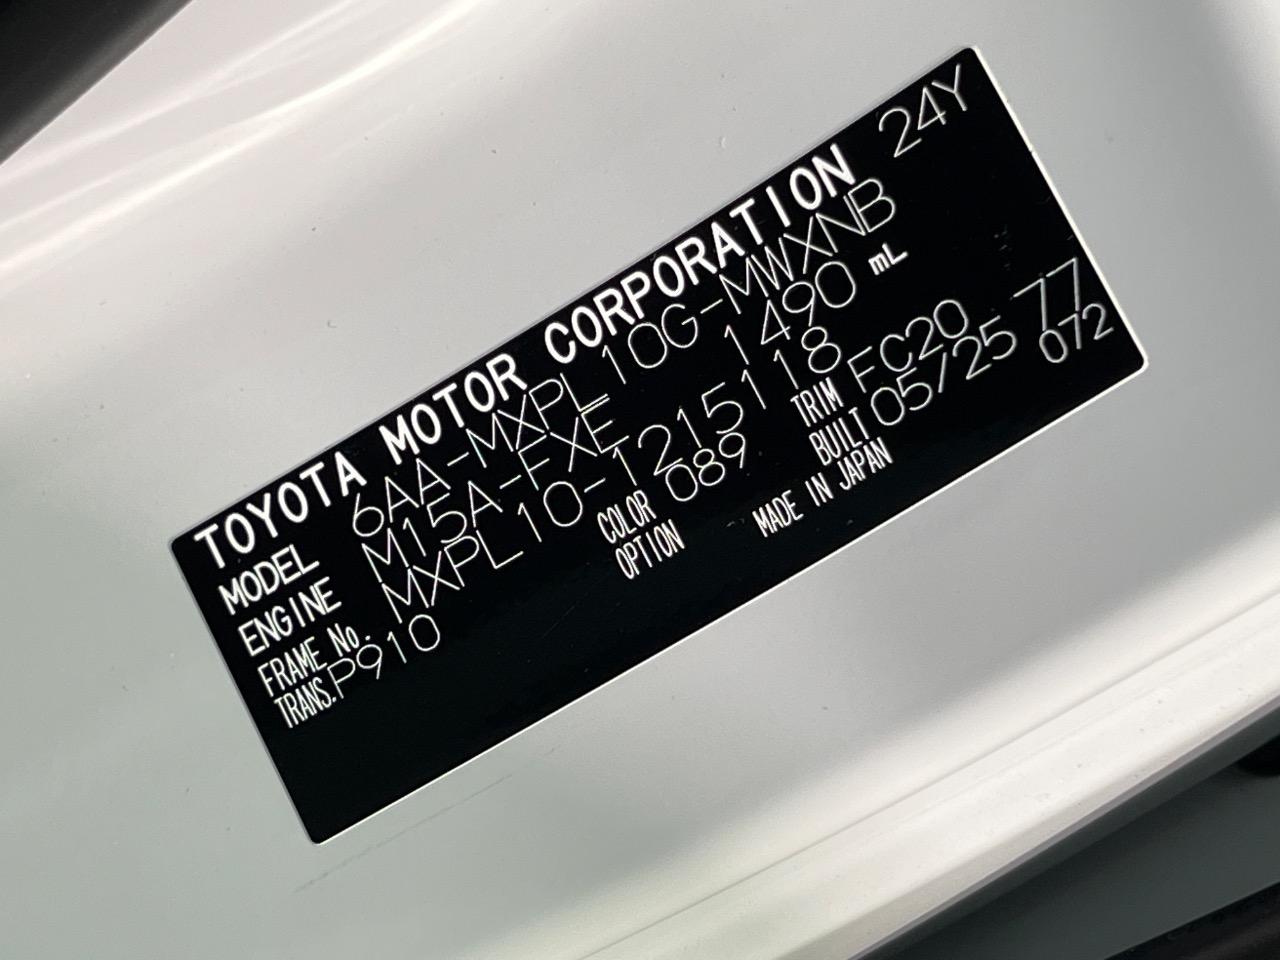 TOYOTA MOTOR CORPORATION 24Y
MODEL 6AA-MXPL10G-MWXNB
ENGINE M15A-FXE 1490 mL
FRAME No. MXPL10-1215118
TRANS. P910 COLOR 089 TRIM FC20 77
OPTION BUILT 05/25 072
MADE IN JAPAN